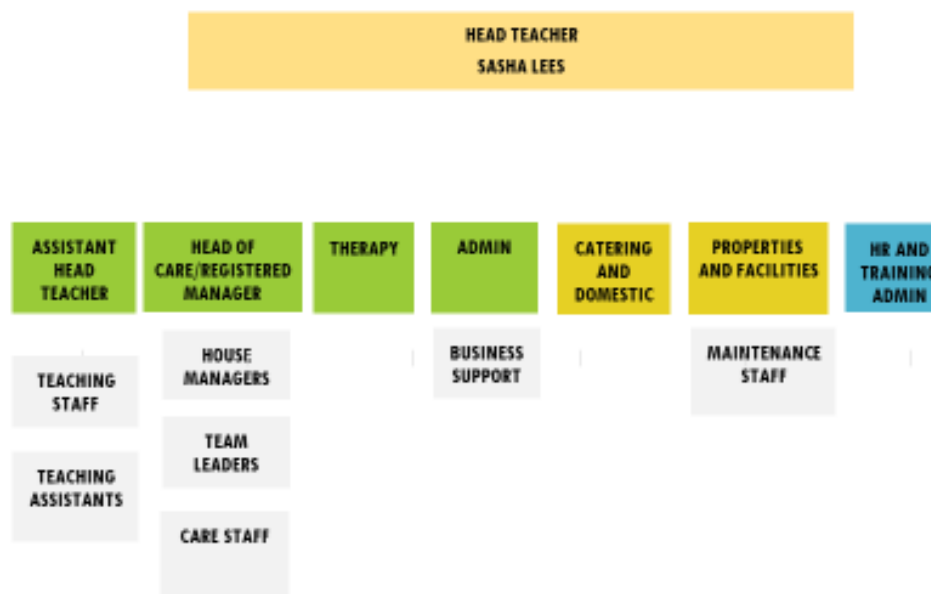 HEAD TEACHER
SASHA LEES
ASSISTANT
HEAD
TEACHER
HEAD OF
CARE/REGISTERED
MANAGER
THERAPY
ADMIN
CATERING
AND
DOMESTIC
PROPERTIES
AND FACILITIES
HR AND
TRAINING
ADMIN
TEACHING
STAFF
TEACHING
ASSISTANTS
HOUSE
MANAGERS
TEAM
LEADERS
CARE STAFF
BUSINESS
SUPPORT
MAINTENANCE
STAFF